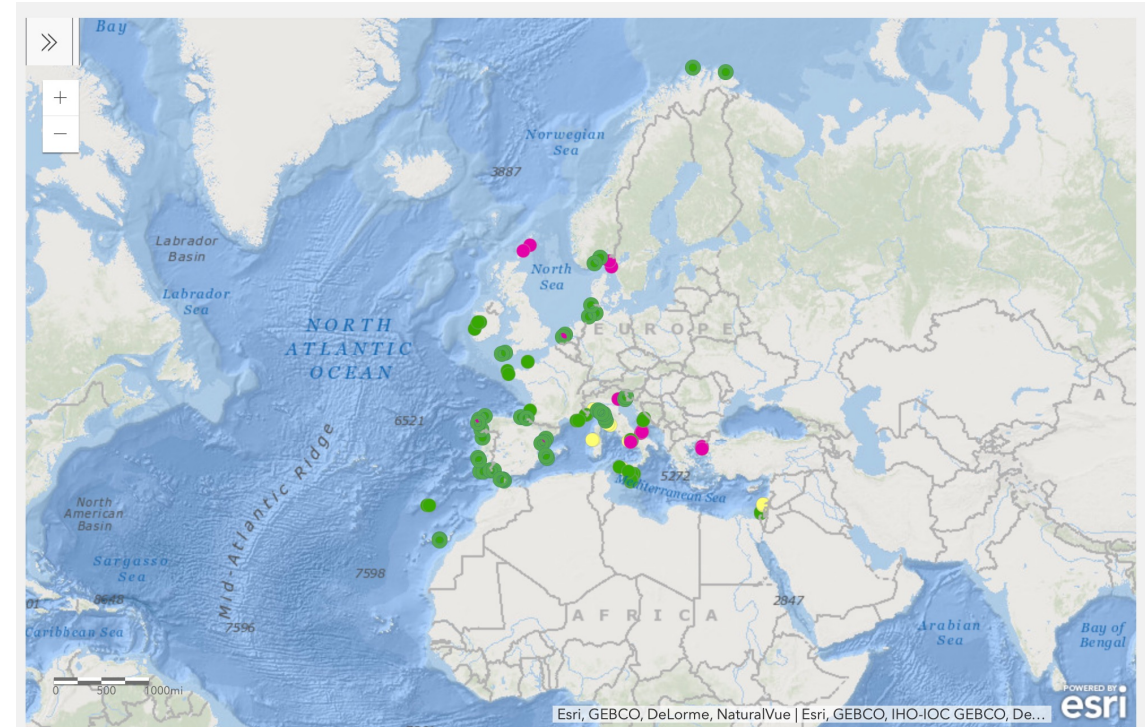 Bay
+
−
Norwegian
Sea
3887
Labrador
Basin
North
Sea
Labrador
Sea
NORTH
ATLANTIC
OCEAN
EUROPE
A
6521
Mid-Atlantic Ridge
5272
Mediterranean Sea
North
American
Basin
Sargasso
Sea
7598
2847
01
8648
AFRICA
Caribbean Sea
7596
Arabian
Sea
Bay of
Bengal
0 500 1000mi
POWERED BY
esri
Esri, GEBCO, DeLorme, NaturalVue | Esri, GEBCO, IHO-IOC GEBCO, De...